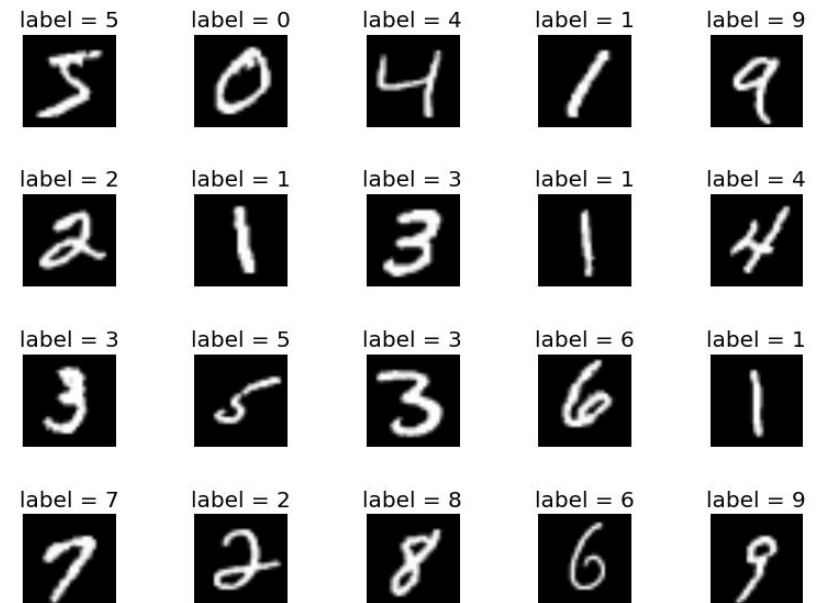 label = 5 label = 0 label = 4 label = 1 label = 9
5 0 4 1 9
label = 2 label = 1 label = 3 label = 1 label = 4
2 1 3 1 4
label = 3 label = 5 label = 3 label = 6 label = 1
3 5 3 6 1
label = 7 label = 2 label = 8 label = 6 label = 9
7 2 8 6 9